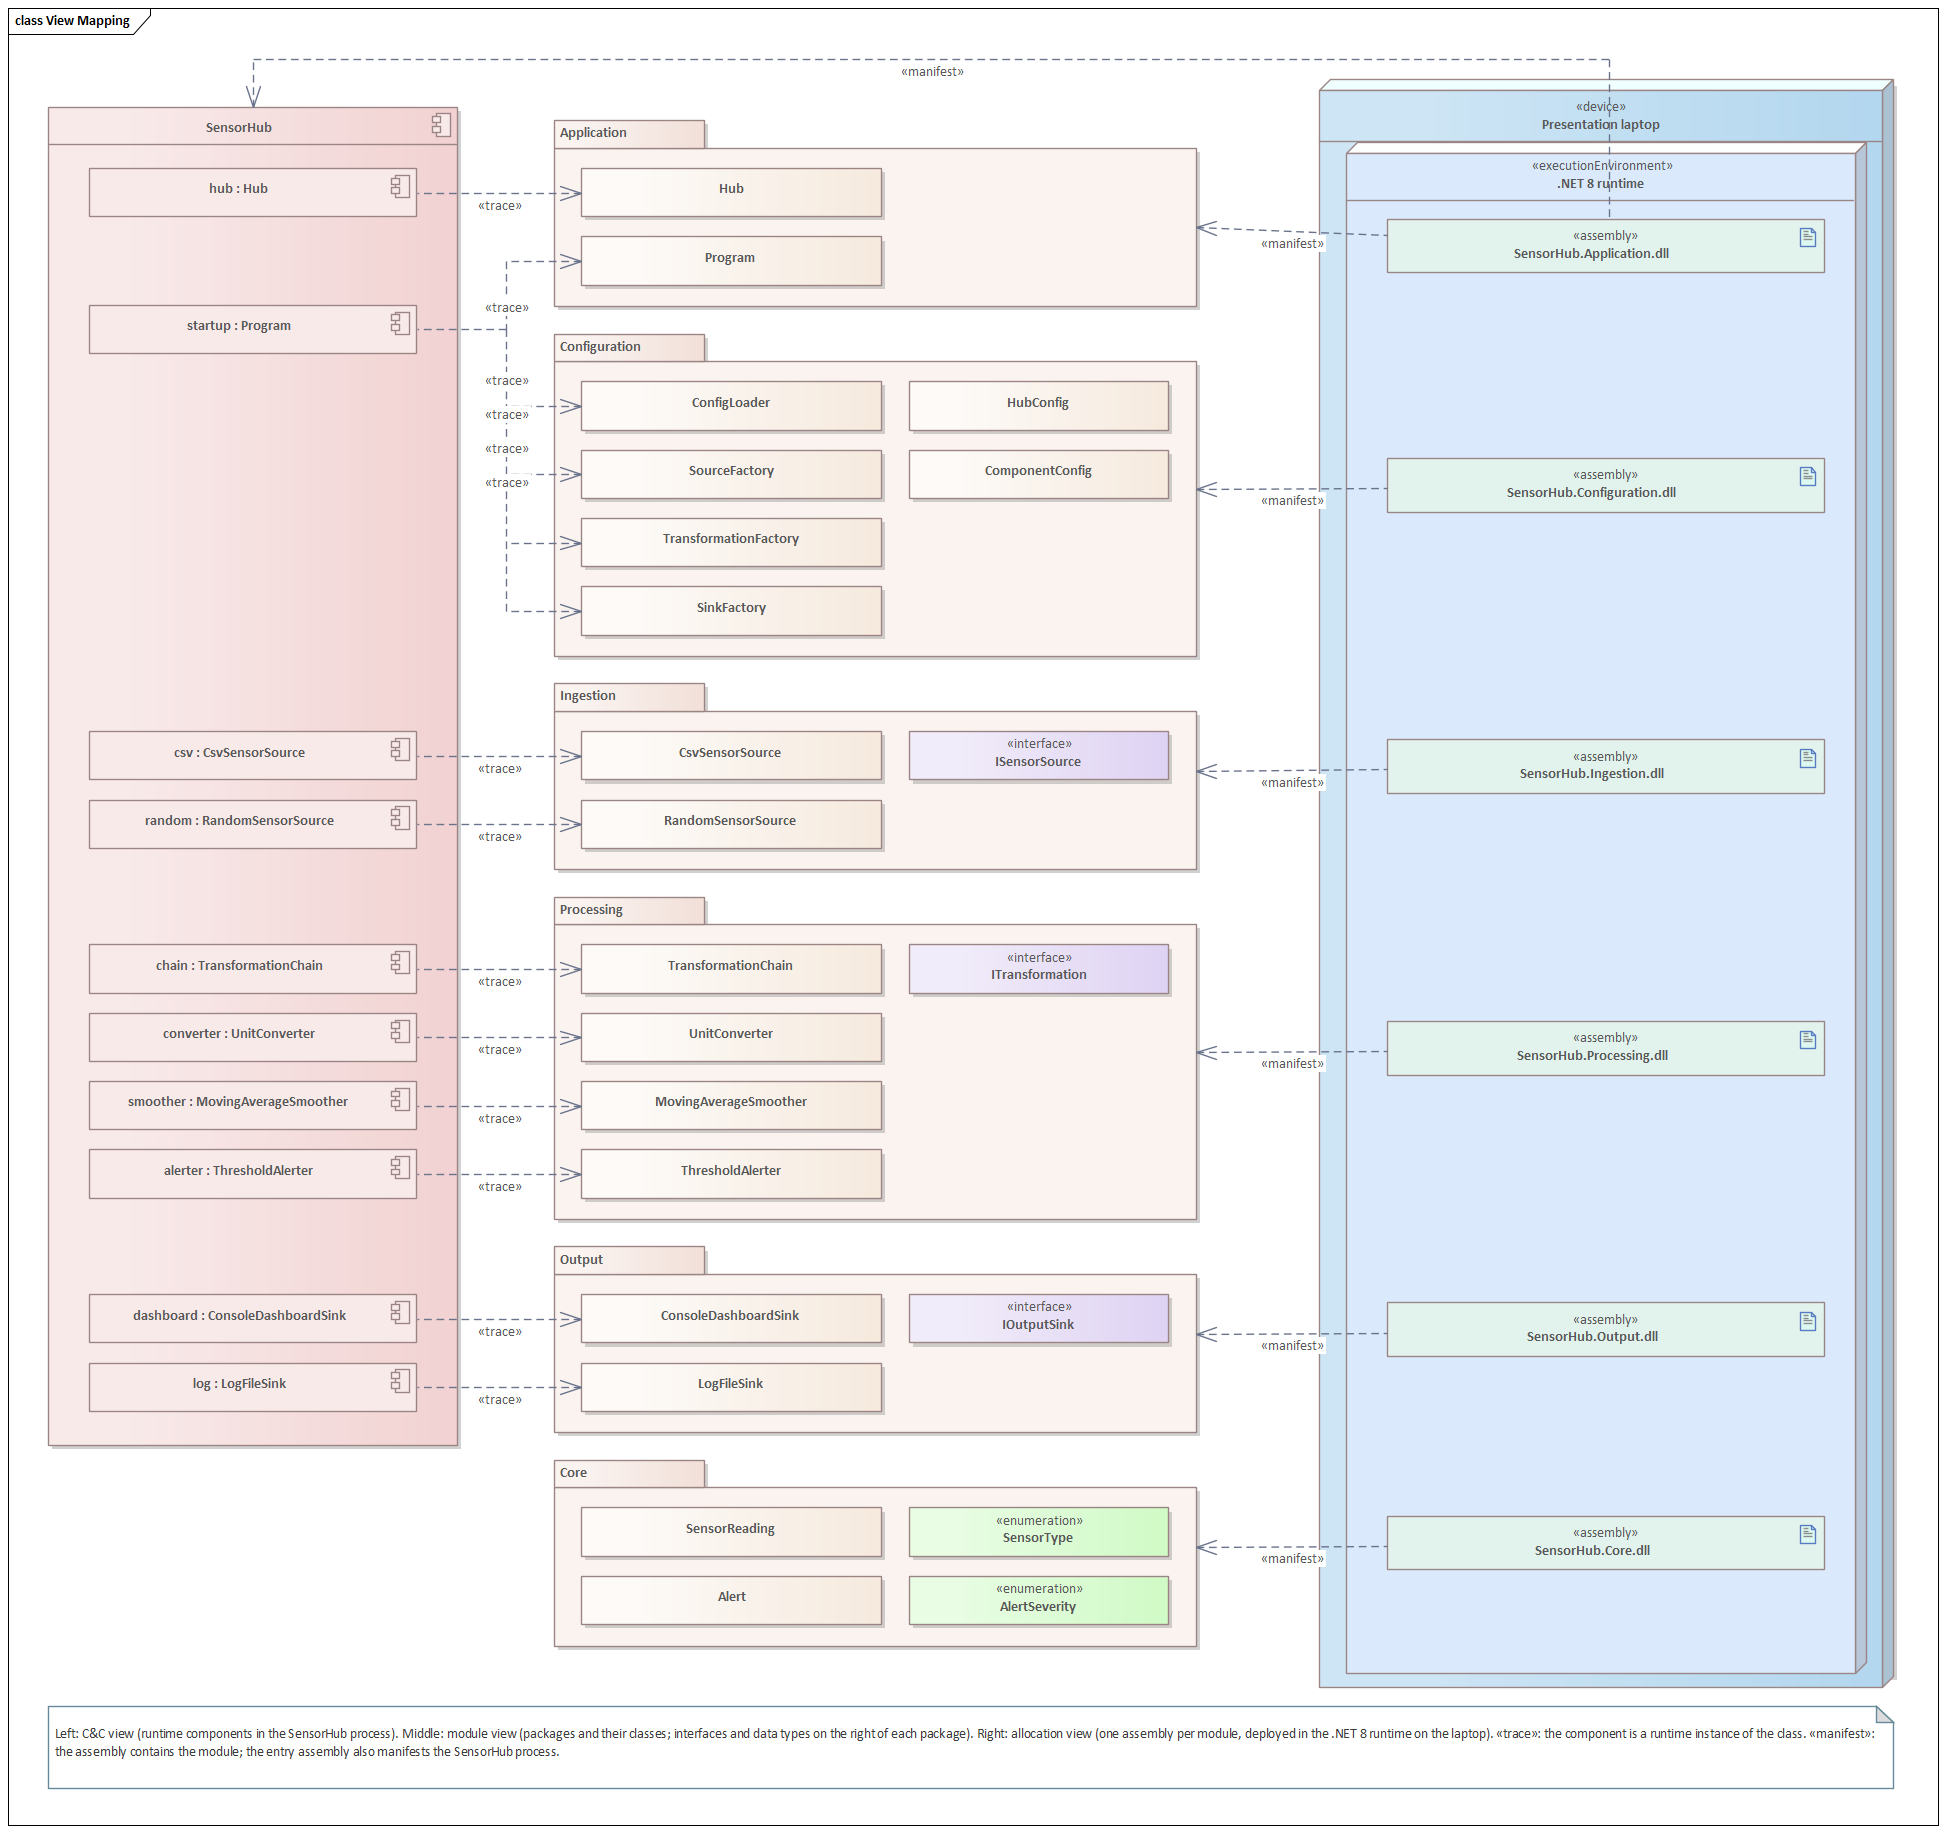 class View Mapping
«manifest»
SensorHub
hub : Hub
startup : Program
csv : CsvSensorSource
random : RandomSensorSource
chain : TransformationChain
converter : UnitConverter
smoother : MovingAverageSmoother
alerter : ThresholdAlerter
dashboard : ConsoleDashboardSink
log : LogFileSink
«trace»
«trace»
«trace»
«trace»
«trace»
«trace»
«trace»
«trace»
«trace»
«trace»
«trace»
«trace»
«trace»
«trace»
Application
Hub
Program
Configuration
ConfigLoader
HubConfig
SourceFactory
ComponentConfig
TransformationFactory
SinkFactory
Ingestion
CsvSensorSource
«interface»
ISensorSource
RandomSensorSource
Processing
TransformationChain
«interface»
ITransformation
UnitConverter
MovingAverageSmoother
ThresholdAlerter
Output
ConsoleDashboardSink
«interface»
IOutputSink
LogFileSink
Core
SensorReading
«enumeration»
SensorType
Alert
«enumeration»
AlertSeverity
«manifest»
«manifest»
«manifest»
«manifest»
«manifest»
«manifest»
«device»
Presentation laptop
«executionEnvironment»
.NET 8 runtime
«assembly»
SensorHub.Application.dll
«assembly»
SensorHub.Configuration.dll
«assembly»
SensorHub.Ingestion.dll
«assembly»
SensorHub.Processing.dll
«assembly»
SensorHub.Output.dll
«assembly»
SensorHub.Core.dll
Left: C&C view (runtime components in the SensorHub process). Middle: module view (packages and their classes; interfaces and data types on the right of each package). Right: allocation view (one assembly per module, deployed in the .NET 8 runtime on the laptop). «trace»: the component is a runtime instance of the class. «manifest»:
the assembly contains the module; the entry assembly also manifests the SensorHub process.